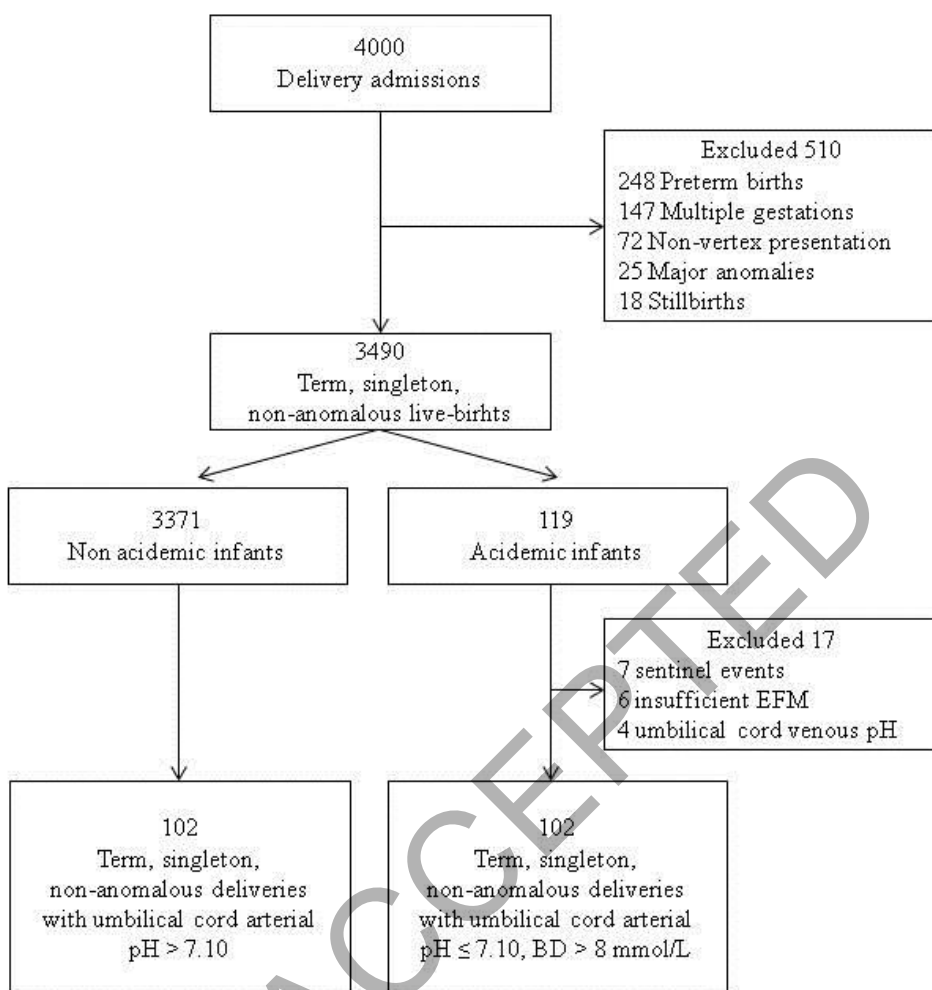 4000
Delivery admissions
Excluded 510
248 Preterm births
147 Multiple gestations
72 Non-vertex presentation
25 Major anomalies
18 Stillbirths
3490
Term, singleton,
non-anomalous live-birhts
3371
Non acidemic infants
119
Acidemic infants
Excluded 17
7 sentinel events
6 insufficient EFM
4 umbilical cord venous pH
102
Term, singleton,
non-anomalous deliveries
with umbilical cord arterial
pH > 7.10
102
Term, singleton,
non-anomalous deliveries
with umbilical cord arterial
pH ≤ 7.10, BD > 8 mmol/L
ACCEPTED